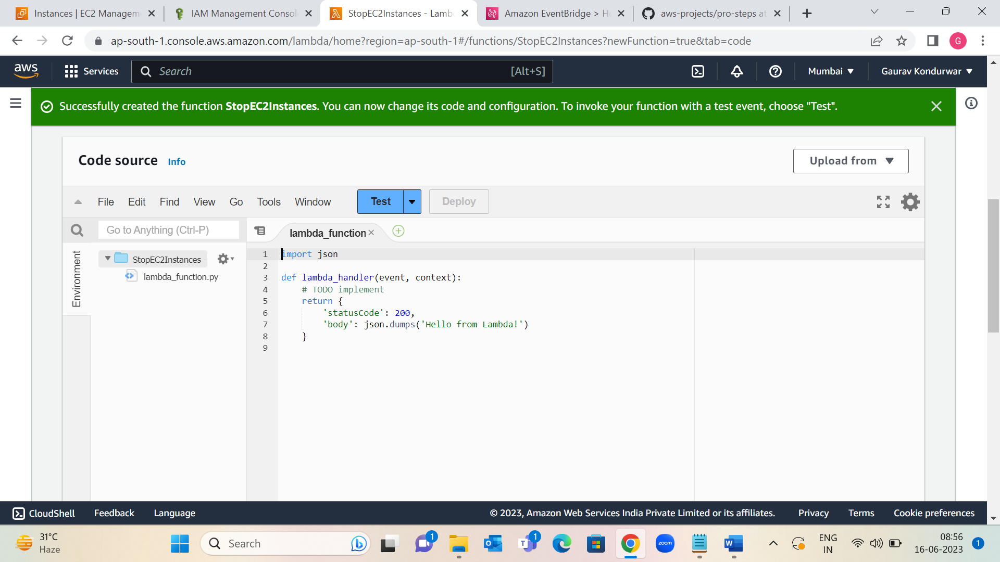 Instances | EC2 Managem
IAM Management Consol
StopEC2Instances - Lamb
Amazon EventBridge > H
aws-projects/pro-steps at
ap-south-1.console.aws.amazon.com/lambda/home?region=ap-south-1#/functions/StopEC2Instances?newFunction=true&tab=code
G
aws
Services
Search
[Alt+S]
Mumbai
Gaurav Kondurwar
Successfully created the function StopEC2Instances. You can now change its code and configuration. To invoke your function with a test event, choose "Test".
Code source
Info
Upload from
File Edit Find View Go Tools Window
Test
Deploy
Go to Anything (Ctrl-P)
lambda_function
Environment
StopEC2Instances -
lambda_function.py
1 import json
2
3 def lambda_handler(event, context):
4 # TODO implement
5 return {
6 'statusCode': 200,
7 'body': json.dumps('Hello from Lambda!')
8 }
9
CloudShell
Feedback
Language
© 2023, Amazon Web Services India Private Limited or its affiliates.
Privacy
Terms
Cookie preferences
31°C
Haze
Search
1
1
zoom
ENG
IN
08:56
16-06-2023
1